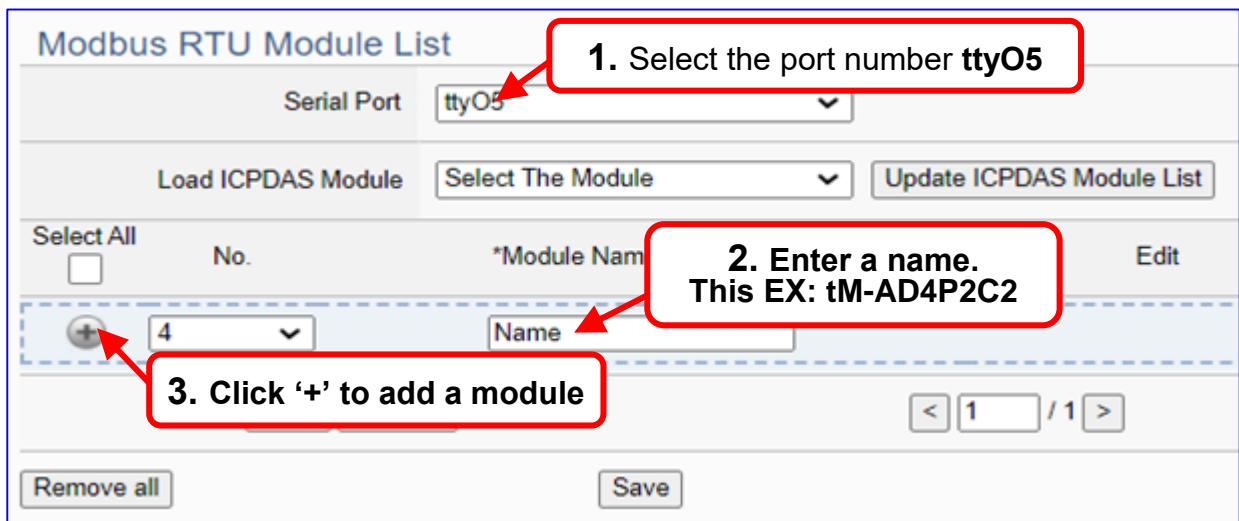 Modbus RTU Module List
1. Select the port number ttyO5
Serial Port
ttyO5
Load ICPDAS Module
Select The Module
Update ICPDAS Module List
Select All
No.
*Module Nam
2. Enter a name.
This EX: tM-AD4P2C2
Edit
4
Name
3. Click ‘+’ to add a module
< 1 / 1 >
Remove all
Save